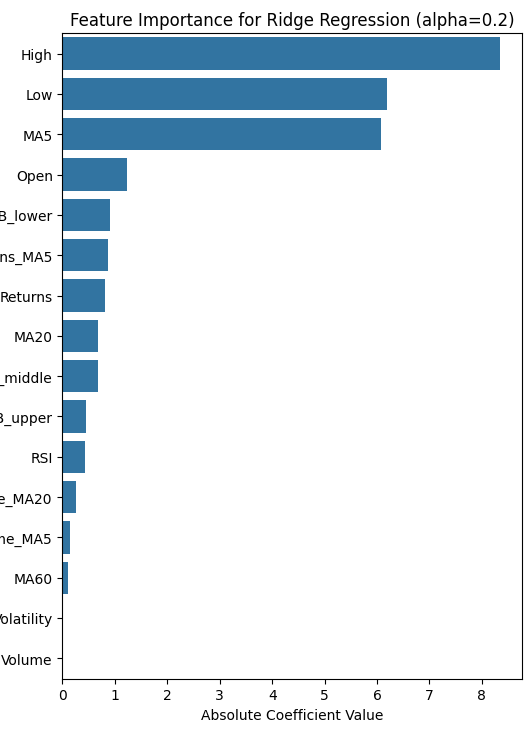 Feature Importance for Ridge Regression (alpha=0.2)
High
Low
MA5
Open
B_lower
ns_MA5
Returns
MA20
_middle
B_upper
RSI
e_MA20
ne_MA5
MA60
Volatility
Volume
0 1 2 3 4 5 6 7 8
Absolute Coefficient Value